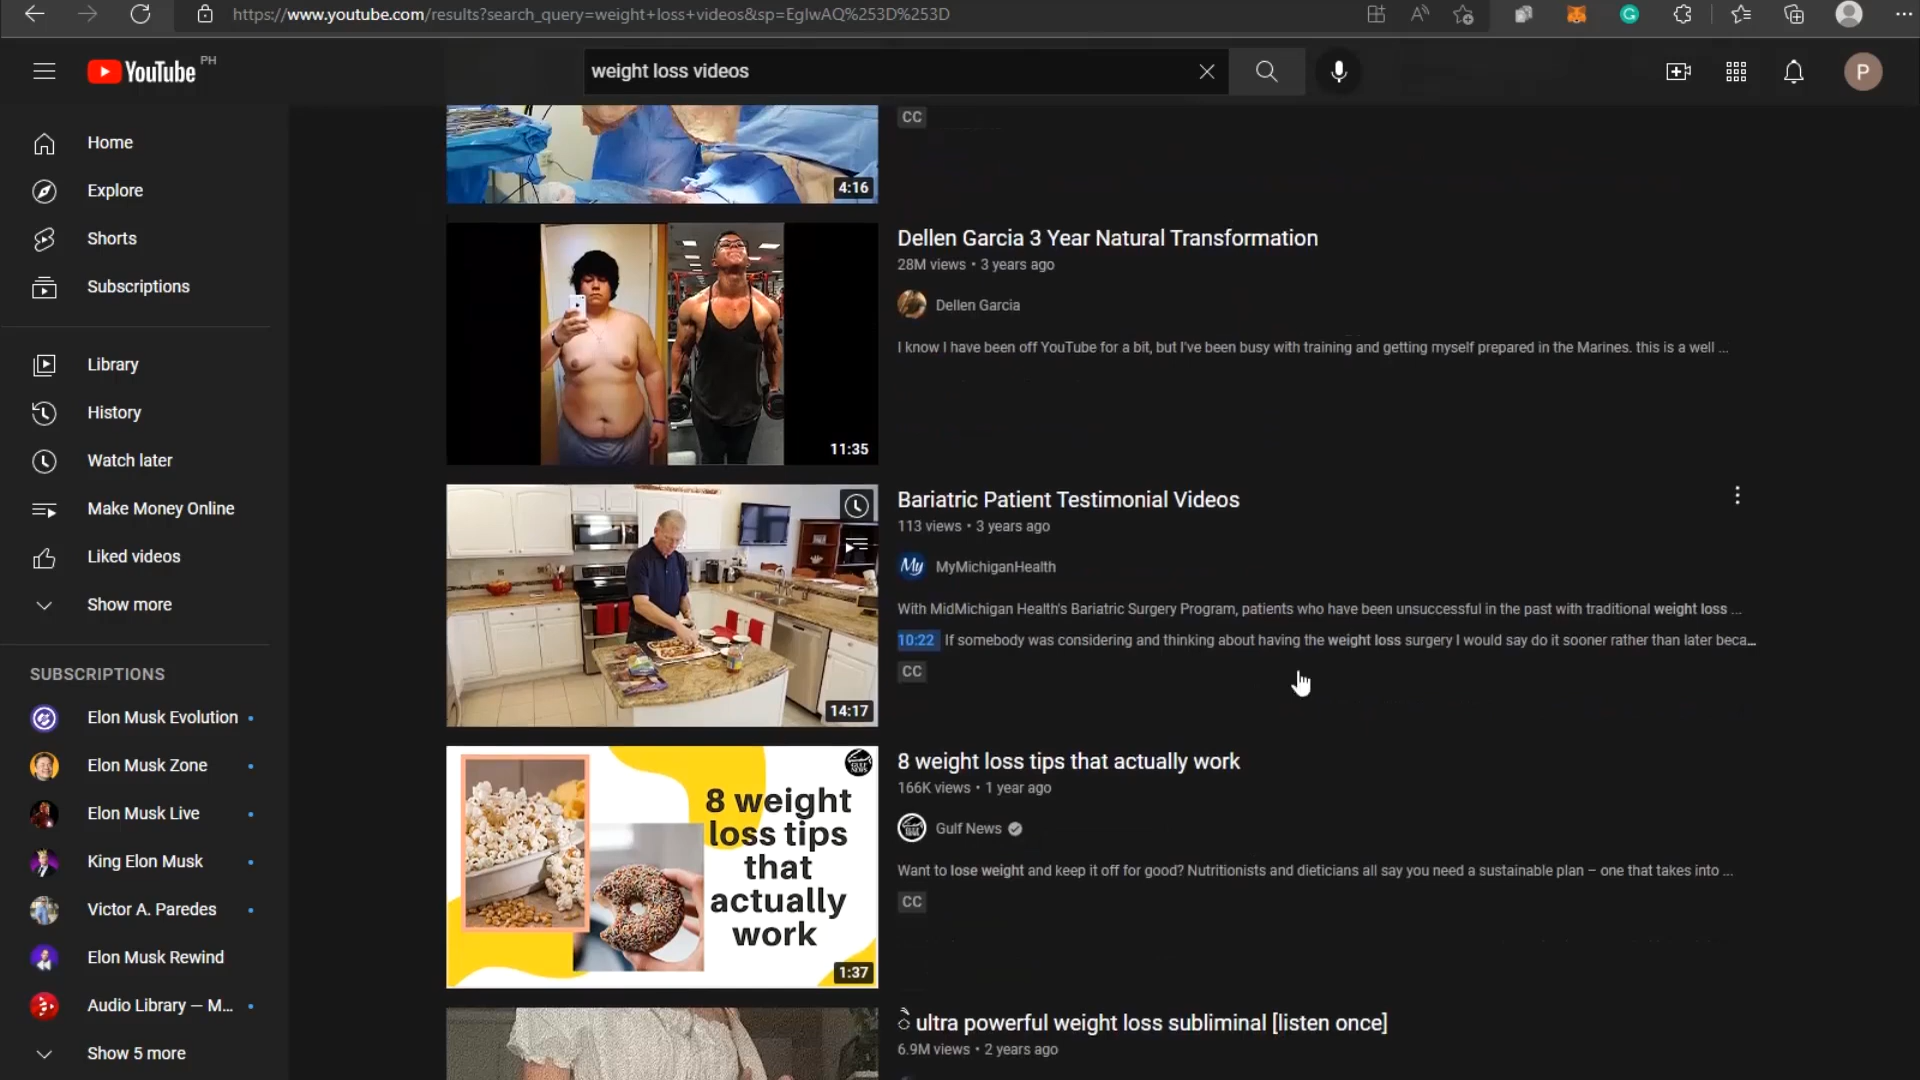 https://www.youtube.com/results?search_query=weight+loss+videos&sp=EgIwAQ%253D%253D
YouTube PH
weight loss videos
P
Home
Explore
Shorts
Subscriptions
Library
History
Watch later
Make Money Online
Liked videos
Show more
SUBSCRIPTIONS
Elon Musk Evolution
Elon Musk Zone
Elon Musk Live
King Elon Musk
Victor A. Paredes
Elon Musk Rewind
Audio Library — M...
Show 5 more
4:16
CC
11:35
Dellen Garcia 3 Year Natural Transformation
28M views • 3 years ago
Dellen Garcia
I know I have been off YouTube for a bit, but I've been busy with training and getting myself prepared in the Marines. this is a well ...
14:17
Bariatric Patient Testimonial Videos
113 views • 3 years ago
My MyMichiganHealth
With MidMichigan Health's Bariatric Surgery Program, patients who have been unsuccessful in the past with traditional weight loss ...
10:22 If somebody was considering and thinking about having the weight loss surgery I would say do it sooner rather than later beca...
CC
GULF NEWS
8 weight
loss tips
that
actually
work
1:37
8 weight loss tips that actually work
166K views • 1 year ago
Gulf News
Want to lose weight and keep it off for good? Nutritionists and dieticians all say you need a sustainable plan – one that takes into ...
CC
ultra powerful weight loss subliminal [listen once]
6.9M views • 2 years ago